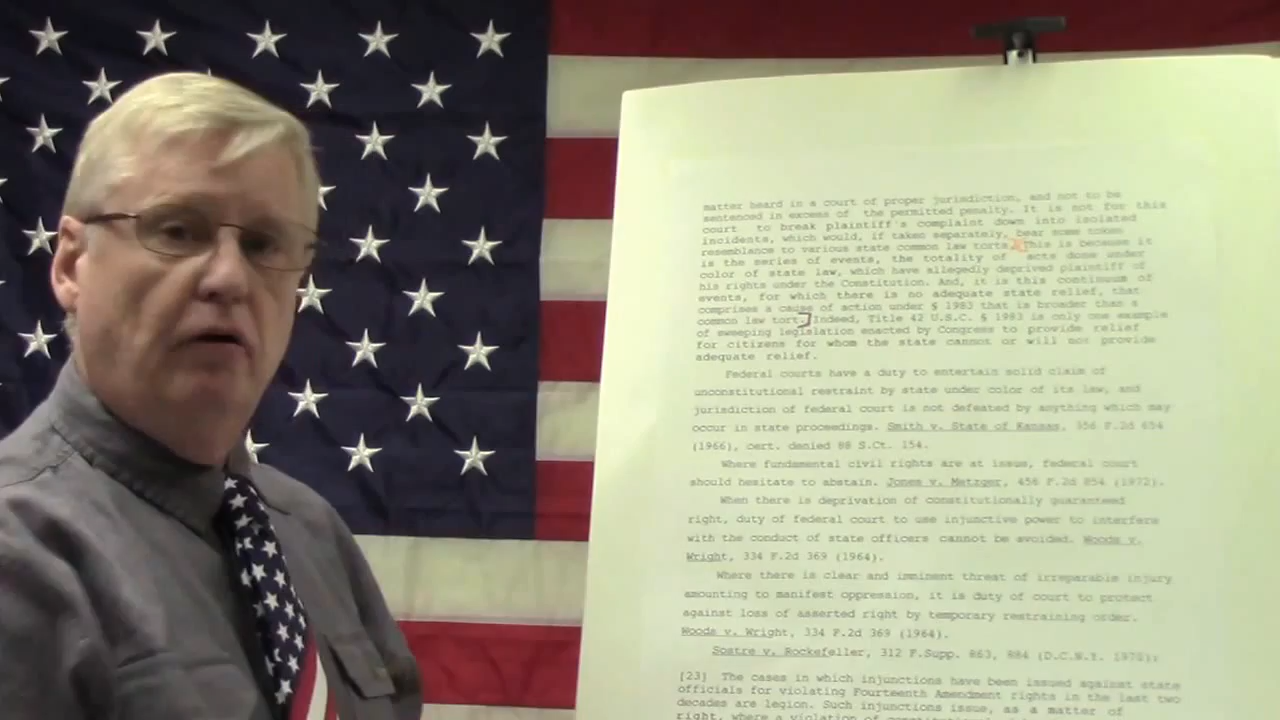 matter heard in a court of proper jurisdiction, and not to be
sentenced in excess of the permitted penalty. It is not for this
court to break plaintiff's complaint down into isolated
incidents, which would, if taken separately, bear some token
resemblance to various state common law torts. This is because it
is the series of events, the totality of acts done under
color of state law, which have allegedly deprived plaintiff of
his rights under the Constitution. And, it is this continuum of
events, for which there is no adequate state relief, that
comprises a cause of action under § 1983 that is broader than a
common law tort. Indeed, Title 42 U.S.C. § 1983 is only one example
of sweeping legislation enacted by Congress to provide relief
for citizens for whom the state cannot or will not provide
adequate relief.
Federal courts have a duty to entertain solid claim of
unconstitutional restraint by state under color of its law, and
jurisdiction of federal court is not defeated by anything which may
occur in state proceedings. Smith v. State of Kansas, 356 F.2d 654
(1966), cert. denied 88 S.Ct. 154.
Where fundamental civil rights are at issue, federal court
should hesitate to abstain. Jones v. Metzger, 456 F.2d 854 (1972).
When there is deprivation of constitutionally guaranteed
right, duty of federal court to use injunctive power to interfere
with the conduct of state officers cannot be avoided. Woods v.
Wright, 334 F.2d 369 (1964).
Where there is clear and imminent threat of irreparable injury
amounting to manifest oppression, it is duty of court to protect
against loss of asserted right by temporary restraining order.
Woods v. Wright, 334 F.2d 369 (1964).
Sostre v. Rockefeller, 312 F.Supp. 863, 884 (D.C.N.Y. 1970):
[23] The cases in which injunctions have been issued against state
officials for violating Fourteenth Amendment rights in the last two
decades are legion. Such injunctions issue, as a matter of
right, where a violation of